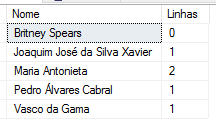 Nome Linhas
Britney Spears 0
Joaquim José da Silva Xavier 1
Maria Antonieta 2
Pedro Álvares Cabral 1
Vasco da Gama 1